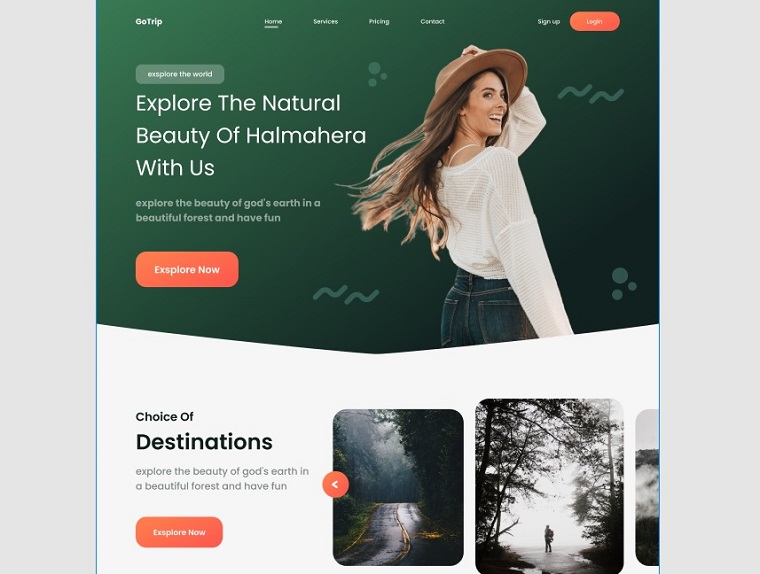 GoTrip
Home
Services
Pricing
Contact
Sign up
Login
exsplore the world
Explore The Natural
Beauty Of Halmahera
With Us
explore the beauty of god's earth in a
beautiful forest and have fun
Exsplore Now
Choice Of
Destinations
explore the beauty of god's earth in
a beautiful forest and have fun
Exsplore Now